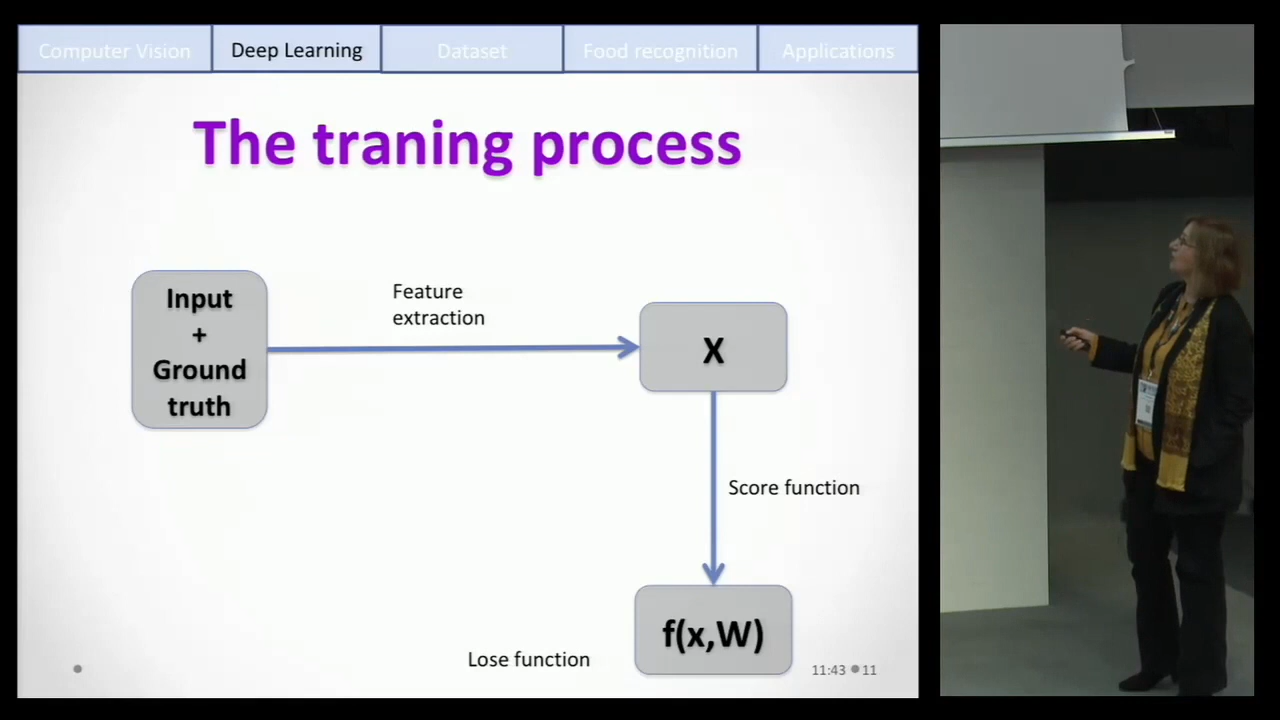 Computer Vision
Deep Learning
Dataset
Food recognition
Applications
The traning process
Input
+
Ground
truth
Feature
extraction
X
Score function
f(x,W)
Lose function
11:43
11